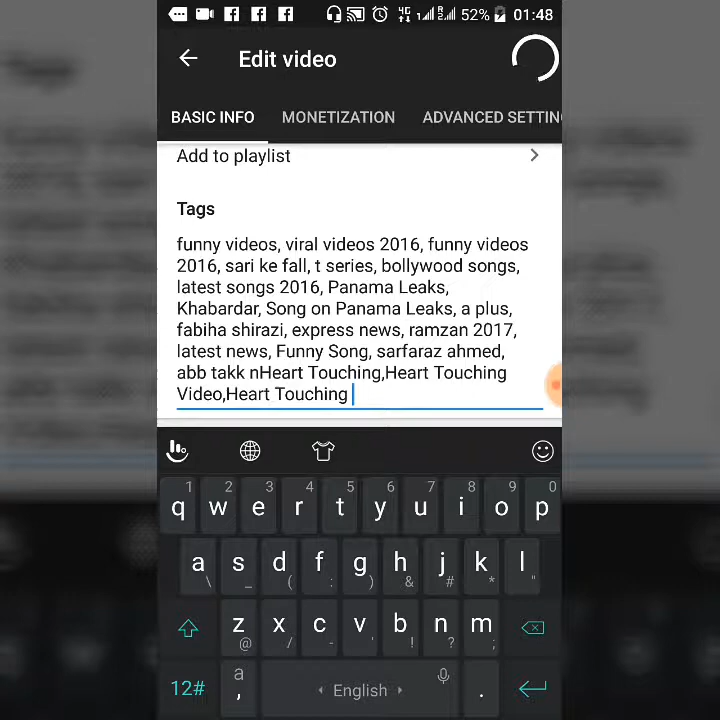 52% 01:48
Edit video
BASIC INFO MONETIZATION ADVANCED SETTIN
Add to playlist
Tags
funny videos, viral videos 2016, funny videos
2016, sari ke fall, t series, bollywood songs,
latest songs 2016, Panama Leaks,
Khabardar, Song on Panama Leaks, a plus,
fabiha shirazi, express news, ramzan 2017,
latest news, Funny Song, sarfaraz ahmed,
abb takk nHeart Touching,Heart Touching
Video,Heart Touching
1 2 3 4 5 6 7 8 9 0
q w e r t y u i o p
a s d f g h j k l
\ _ ( : ) & # * "
z x c v b n m
@ / - ' ! ? ;
12# a , English .